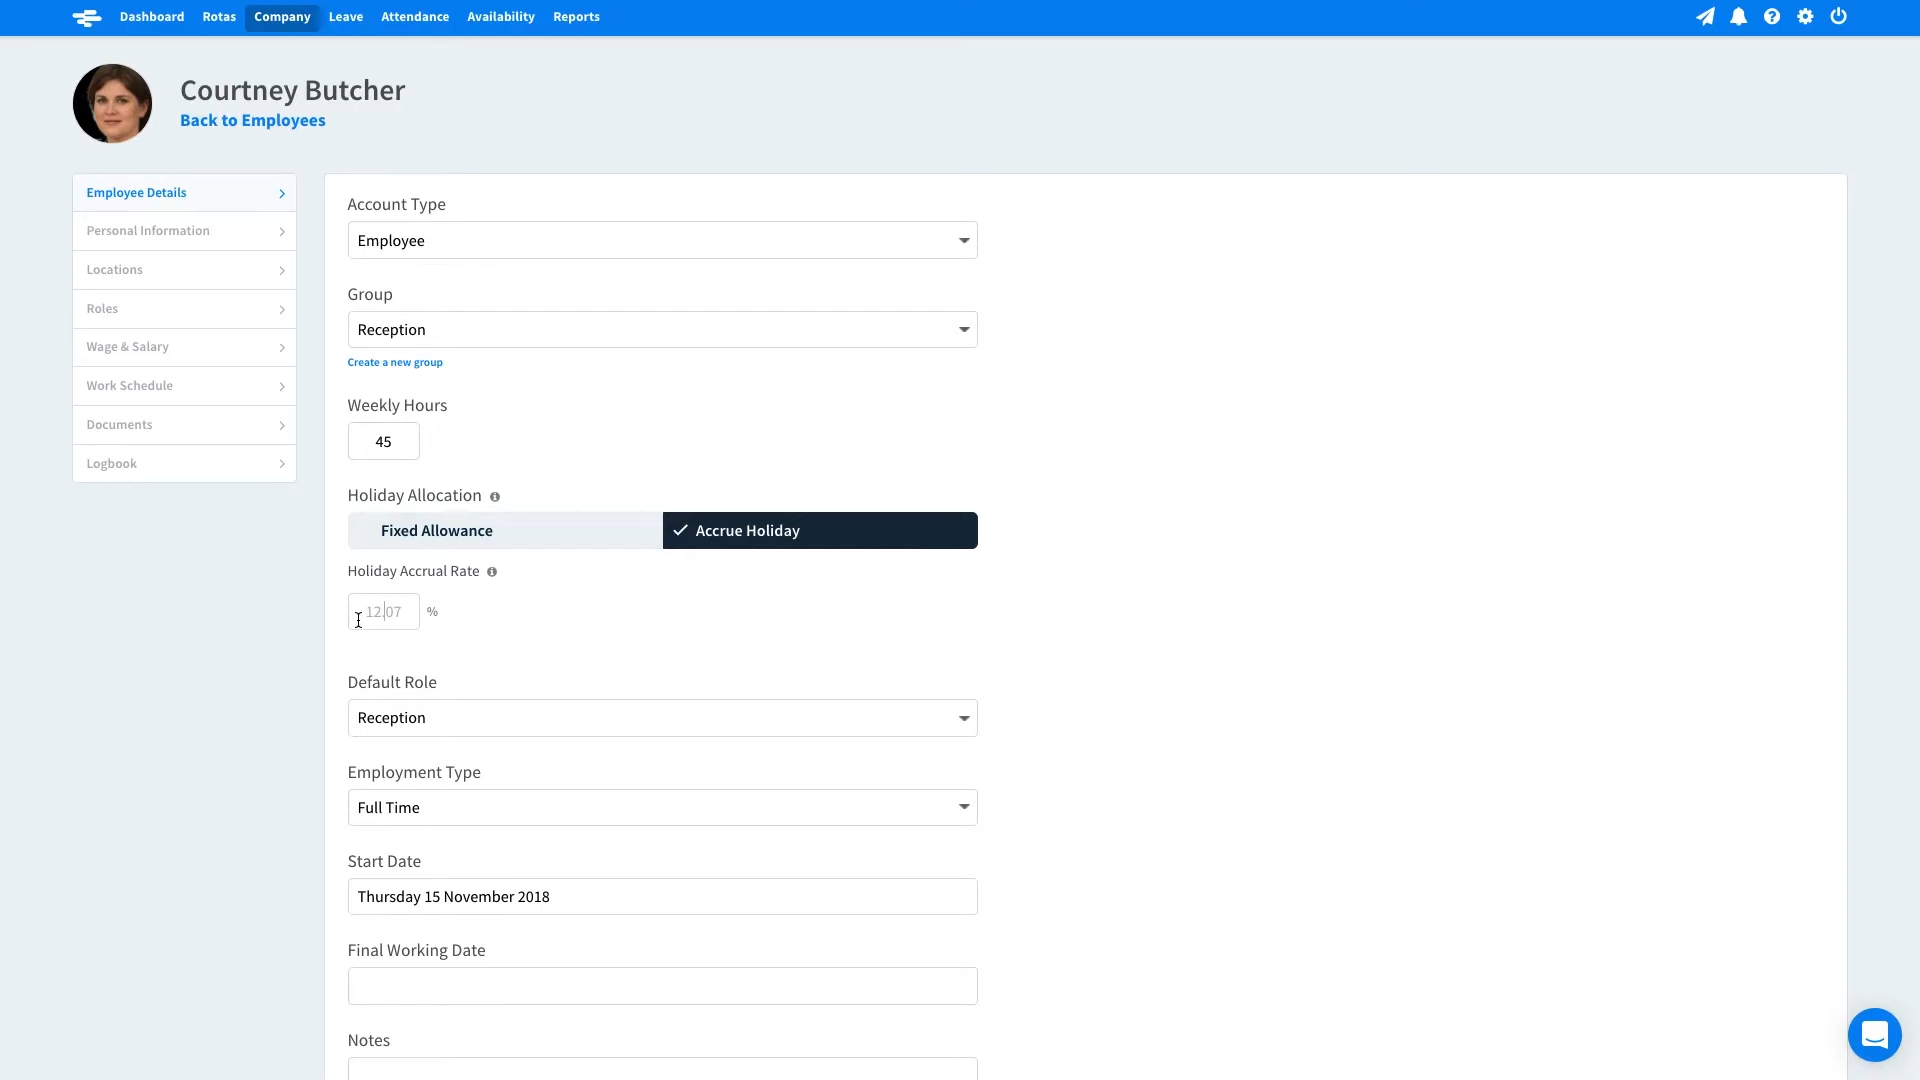 Dashboard Rotas Company Leave Attendance Availability Reports
Courtney Butcher
Back to Employees
Employee Details
Personal Information
Locations
Roles
Wage & Salary
Work Schedule
Documents
Logbook
Account Type
Employee
Group
Reception
Create a new group
Weekly Hours
45
Holiday Allocation
Fixed Allowance
Accrue Holiday
Holiday Accrual Rate
12.07 %
Default Role
Reception
Employment Type
Full Time
Start Date
Thursday 15 November 2018
Final Working Date
Notes